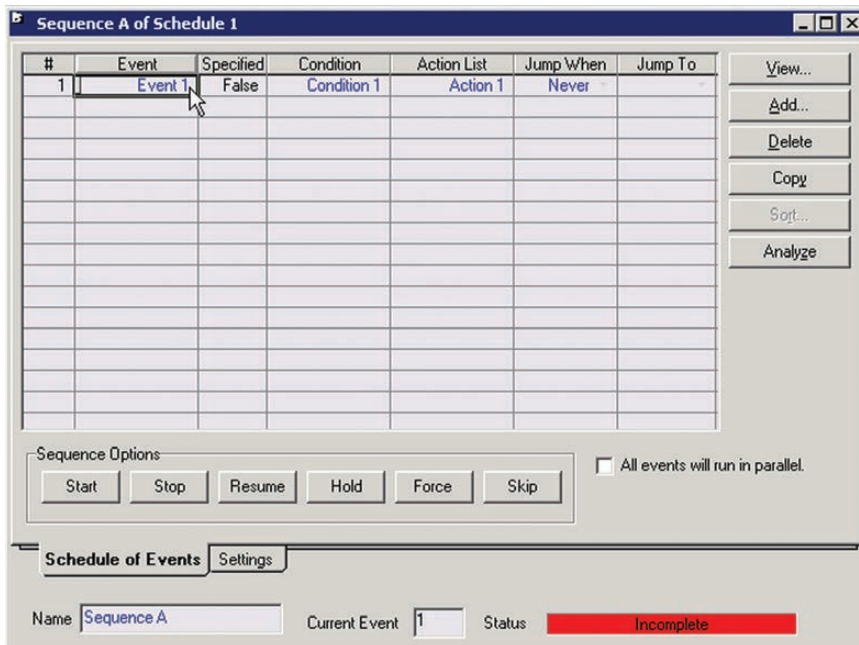 Sequence A of Schedule 1
# Event Specified Condition Action List Jump When Jump To
1 Event 1 False Condition 1 Action 1 Never
View...
Add...
Delete
Copy
Sort...
Analyze
Sequence Options
Start Stop Resume Hold Force Skip
All events will run in parallel.
Schedule of Events Settings
Name Sequence A Current Event 1 Status Incomplete